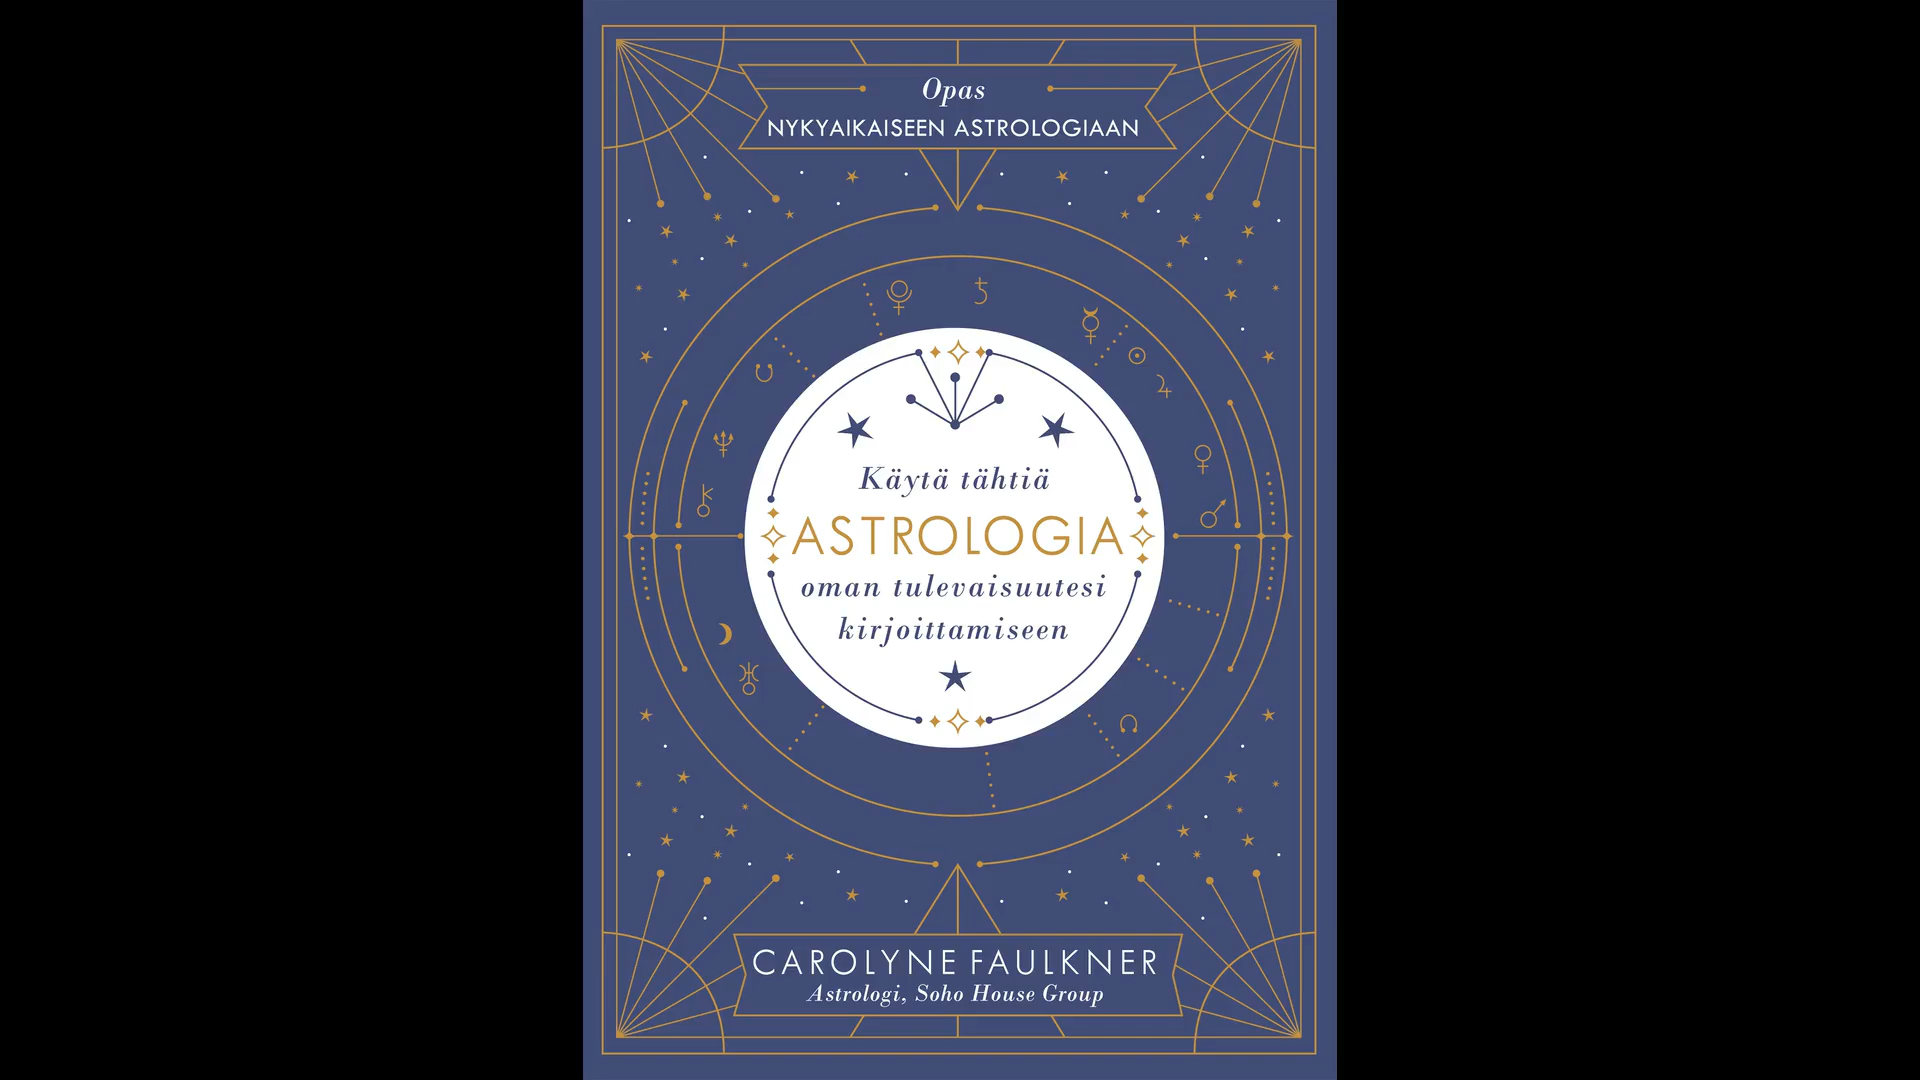 Opas
NYKYAIKAISEEN ASTROLOGIAAN
Käytä tähtiä
ASTROLOGIA
oman tulevaisuutesi
kirjoittamiseen
CAROLYNE FAULKNER
Astrologi, Soho House Group